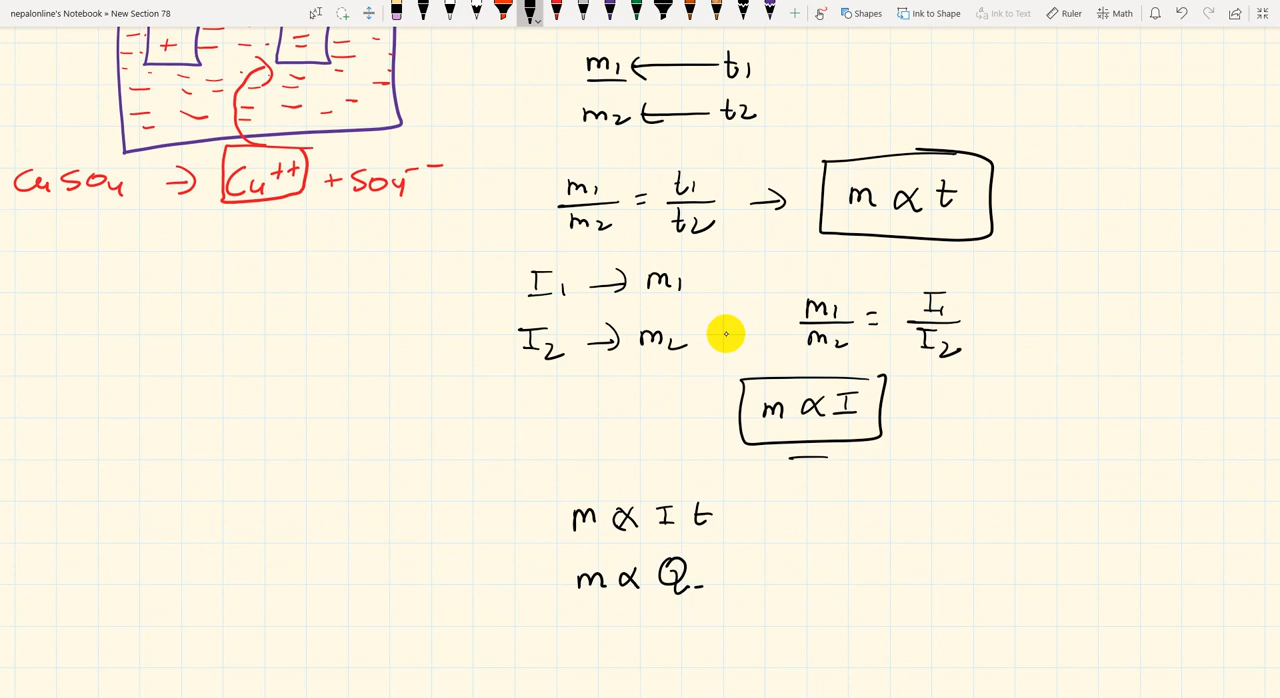 nepalonline's Notebook » New Section 78
Shapes Ink to Shape Ink to Text Ruler Math
+ =
CuSO4 → Cu++ + SO4--
m1 ← t1
m2 ← t2
m1/m2 = t1/t2 → m ∝ t
I1 → m1
I2 → m2
m1/m2 = I1/I2
m ∝ I
m ∝ I t
m ∝ Q